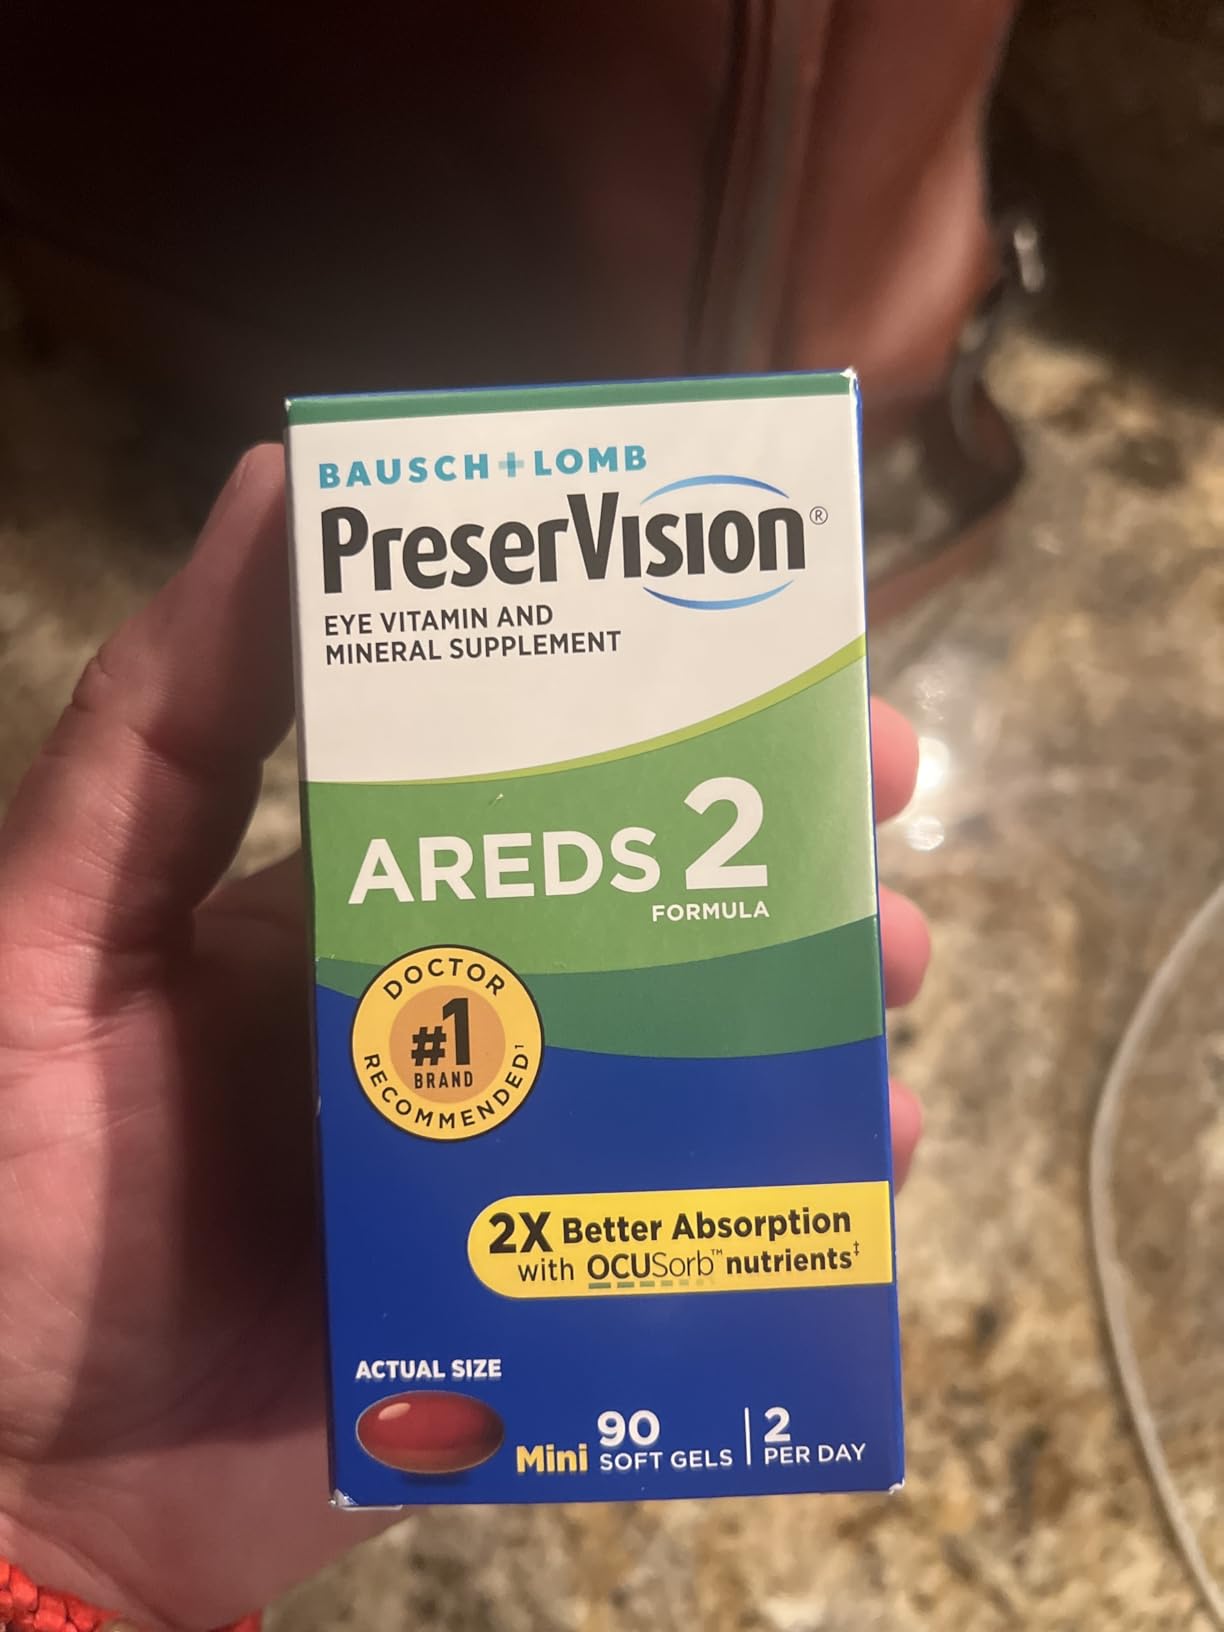 BAUSCH+LOMB
PreserVision®
EYE VITAMIN AND
MINERAL SUPPLEMENT
AREDS 2
FORMULA
DOCTOR
#1
BRAND
RECOMMENDED¹
2X Better Absorption
with OCUSorb™ nutrients‡
ACTUAL SIZE
Mini 90 SOFT GELS | 2 PER DAY